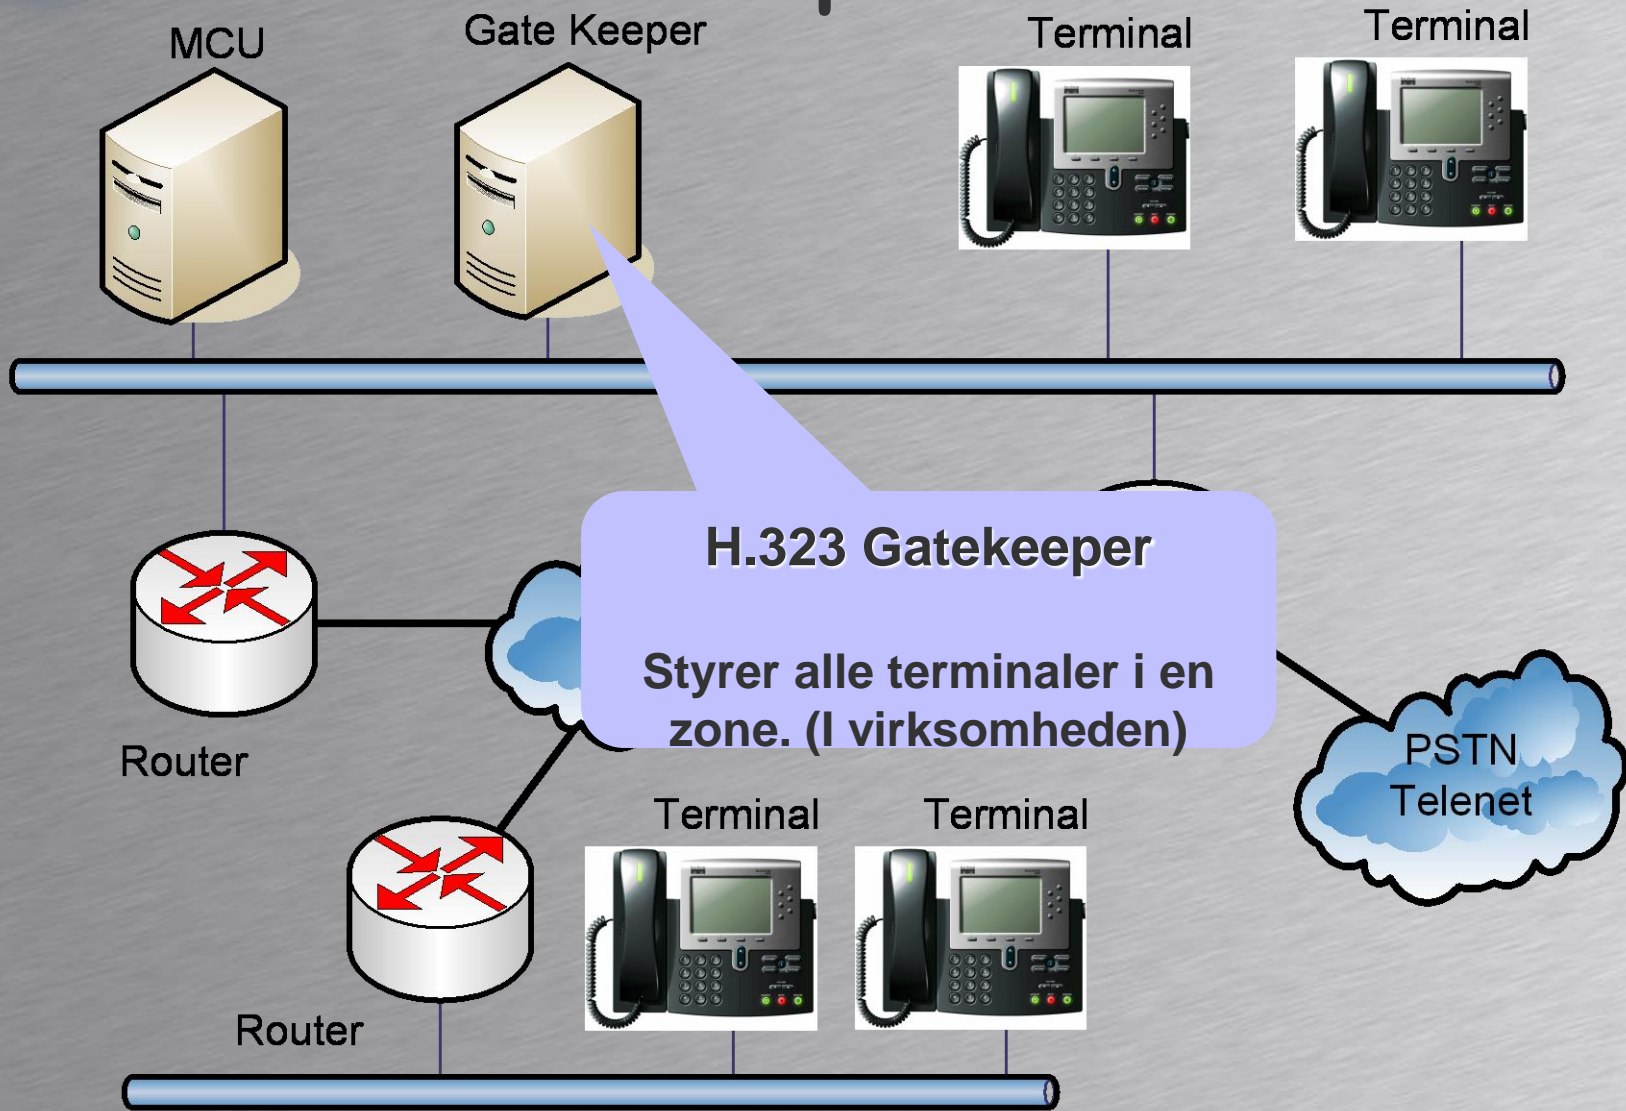 MCU
Gate Keeper
Terminal
Terminal
H.323 Gatekeeper
Styrer alle terminaler i en
zone. (I virksomheden)
Router
PSTN
Telenet
Terminal
Terminal
Router